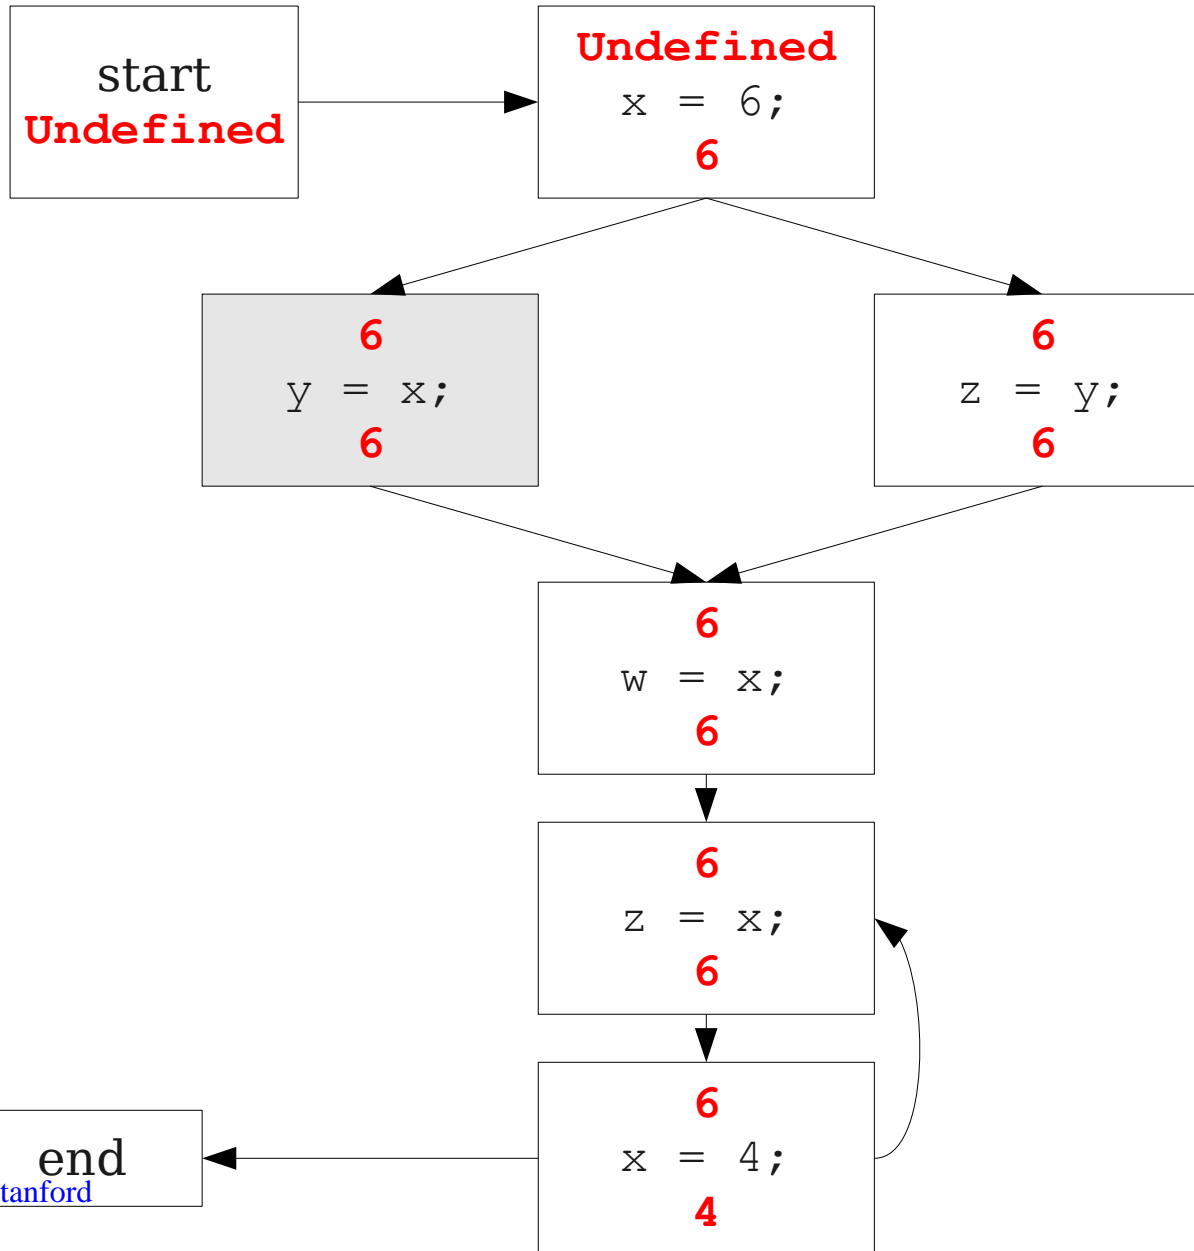 start
Undefined
Undefined
x = 6;
6
6
y = x;
6
6
z = y;
6
6
w = x;
6
6
z = x;
6
6
x = 4;
4
end
tanford